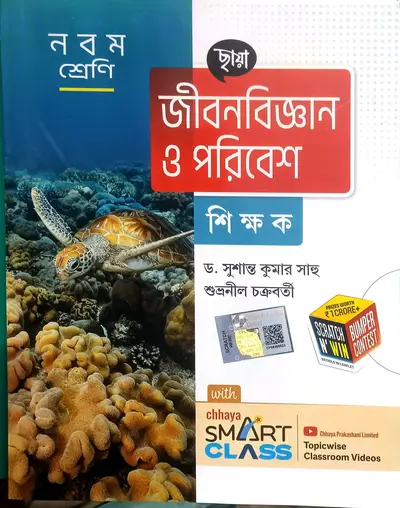 নবম
শ্রেণি
ছায়া
জীবনবিজ্ঞান
ও পরিবেশ
শিক্ষক
ড. সুশান্ত কুমার সাহু
শুভ্রনীল চক্রবর্তী
PRIZES WORTH
₹1 CRORE+
SCRATCH
N'
WIN
BUMPER
CONTEST
with
chhaya
SMART
CLASS
Chhaya Prakashani Limited
Topicwise
Classroom Videos